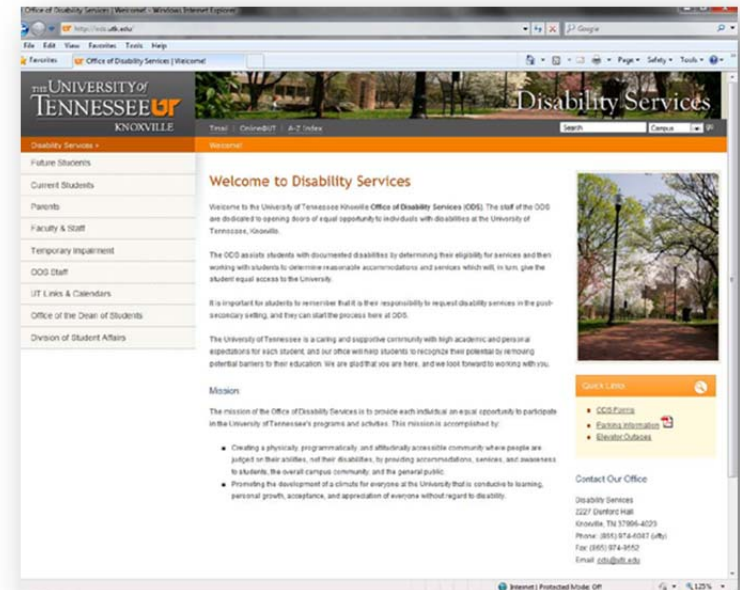 Office of Disability Services | Welcome! - Windows Internet Explorer
http://ods.utk.edu/
Google
File Edit View Favorites Tools Help
Favorites
Office of Disability Services | Welcome!
Page Safety Tools
THE UNIVERSITY of
TENNESSEE UT
KNOXVILLE
Disability Services
Tmail | Online@UT | A-Z Index
Search
Campus
Disability Services »
Welcome!
Future Students
Current Students
Parents
Faculty & Staff
Temporary Impairment
ODS Staff
UT Links & Calendars
Office of the Dean of Students
Division of Student Affairs
Welcome to Disability Services
Welcome to the University of Tennessee Knoxville Office of Disability Services (ODS). The staff of the ODS
are dedicated to opening doors of equal opportunity to individuals with disabilities at the University of
Tennessee, Knoxville.
The ODS assists students with documented disabilities by determining their eligibility for services and then
working with students to determine reasonable accommodations and services which will, in turn, give the
student equal access to the University.
It is important for students to remember that it is their responsibility to request disability services in the post-
secondary setting, and they can start the process here at ODS.
The University of Tennessee is a caring and supportive community with high academic and personal
expectations for each student, and our office will help students to recognize their potential by removing
potential barriers to their education. We are glad that you are here, and we look forward to working with you.
Mission
The mission of the Office of Disability Services is to provide each individual an equal opportunity to participate
in the University of Tennessee's programs and activities. This mission is accomplished by:
Creating a physically, programmatically, and attitudinally accessible community where people are
judged on their abilities, not their disabilities, by providing accommodations, services, and awareness
to students, the overall campus community, and the general public.
Promoting the development of a climate for everyone at the University that is conducive to learning,
personal growth, acceptance, and appreciation of everyone without regard to disability.
Quick Links
ODS Forms
Parking Information
Elevator Outages
Contact Our Office
Disability Services
2227 Dunford Hall
Knoxville, TN 37996-4020
Phone: (865) 974-6087 (v/tty)
Fax: (865) 974-9552
Email: ods@utk.edu
Internet | Protected Mode: Off
125%